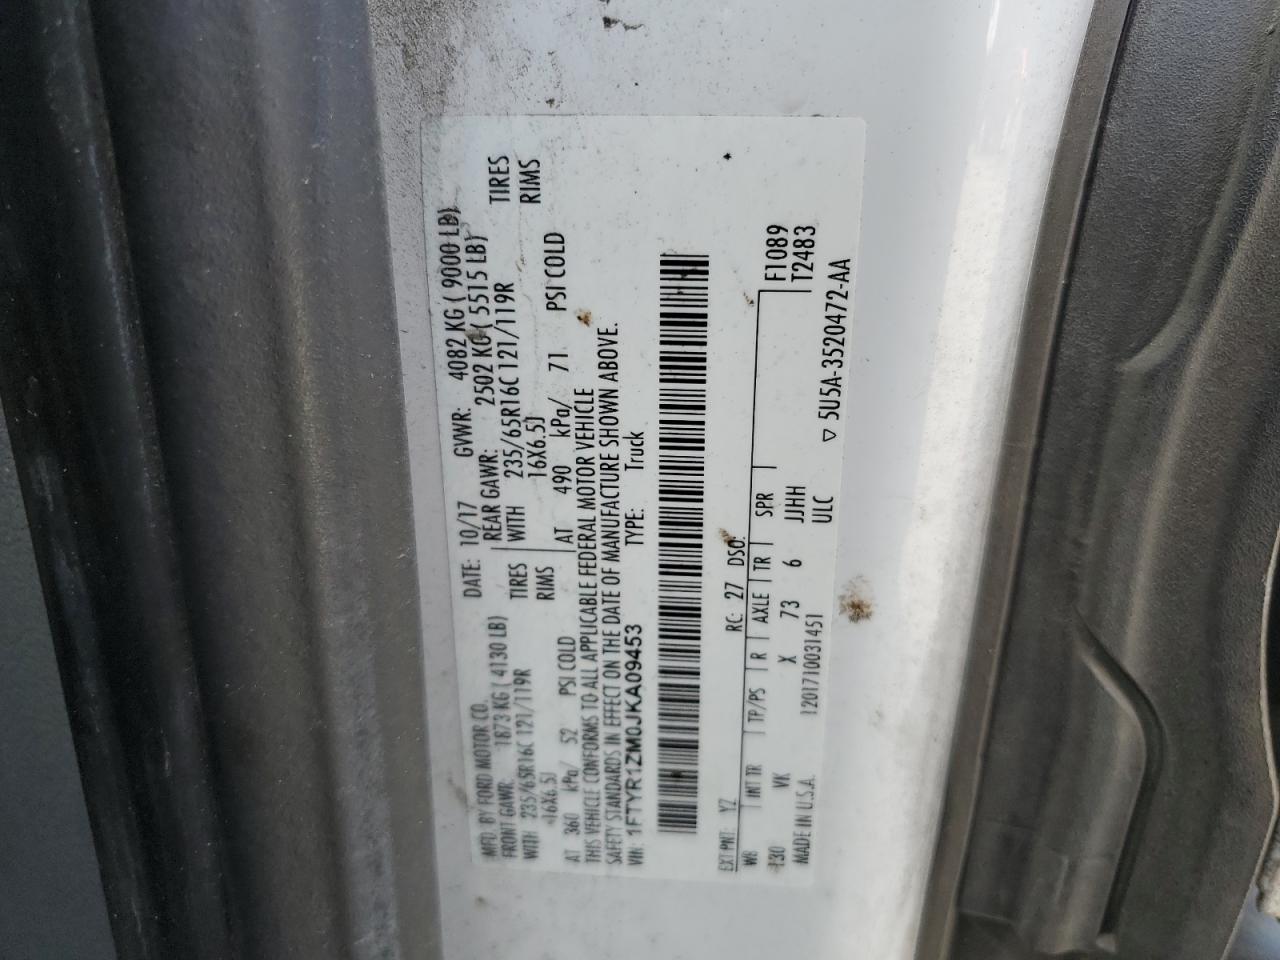 MFD. BY FORD MOTOR CO. DATE: 10/17 GVWR: 4082 KG ( 9000 LB)
FRONT GAWR: 1873 KG ( 4130 LB) REAR GAWR: 2502 KG ( 5515 LB)
WITH 235/65R16C 121/119R TIRES WITH 235/65R16C 121/119R TIRES
16X6.5J RIMS 16X6.5J RIMS
AT 360 kPa/ 52 PSI COLD AT 490 kPa/ 71 PSI COLD
THIS VEHICLE CONFORMS TO ALL APPLICABLE FEDERAL MOTOR VEHICLE
SAFETY STANDARDS IN EFFECT ON THE DATE OF MANUFACTURE SHOWN ABOVE.
VIN: 1FTYR1ZM0JKA09453 TYPE: Truck
EXT PNT: YZ RC: 27 DSO:
WB INT TR TP/PS R AXLE TR SPR F1089
130 VK X 73 6 JJHH T2483
MADE IN U.S.A. 1201710031451 ULC
▽ 5U5A-3520472-AA